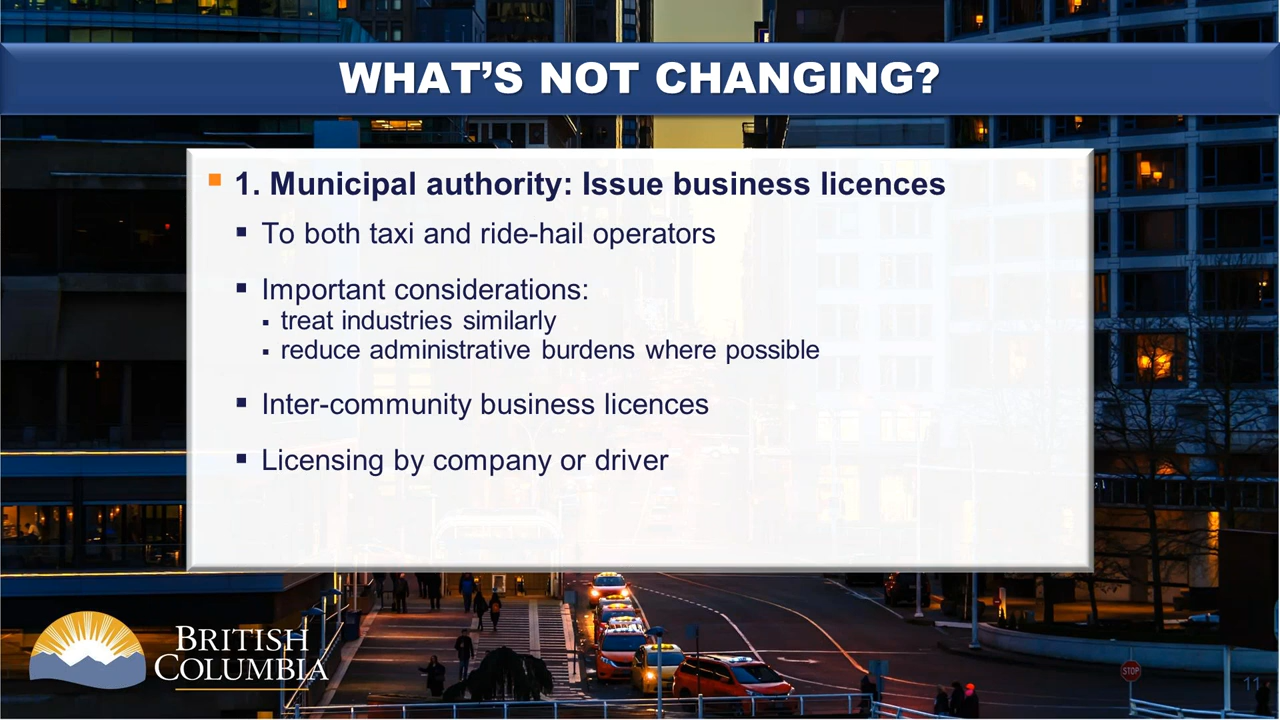 WHAT’S NOT CHANGING?
1. Municipal authority: Issue business licences
To both taxi and ride-hail operators
Important considerations:
treat industries similarly
reduce administrative burdens where possible
Inter-community business licences
Licensing by company or driver
BRITISH
COLUMBIA
STOP
11